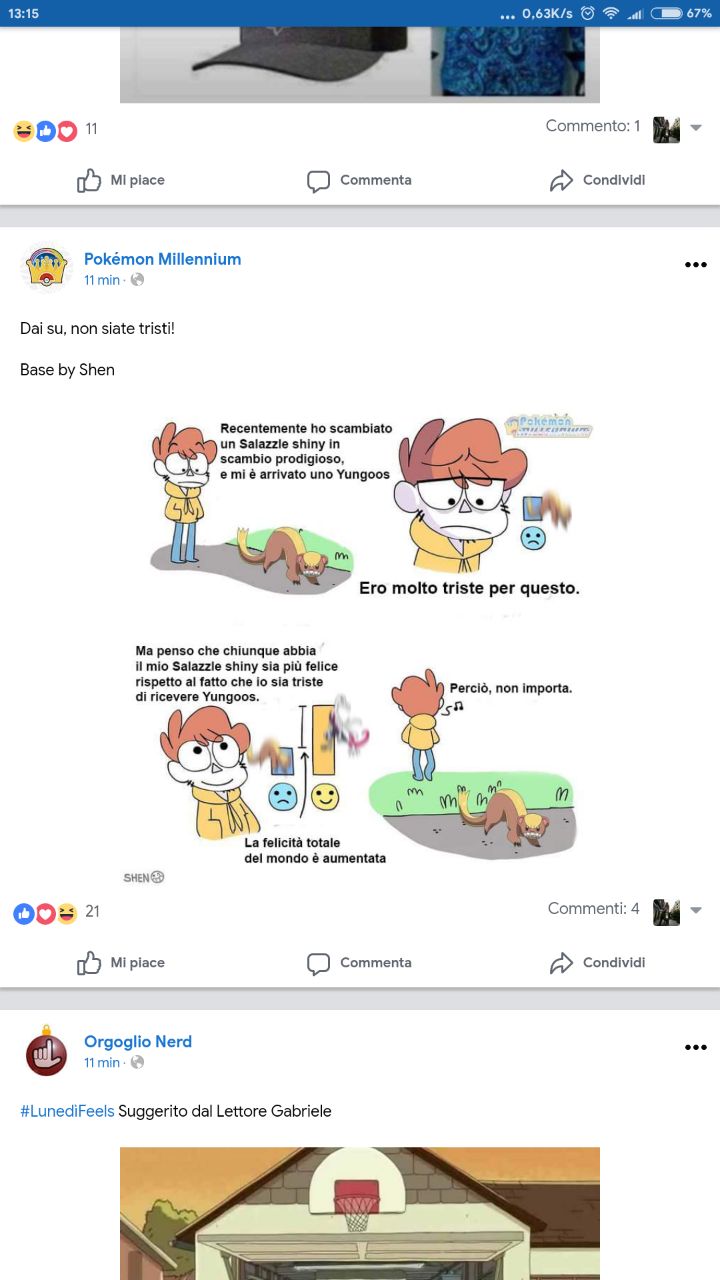 13:15
... 0,63K/s
67%
11
Commento: 1
Mi piace
Commenta
Condividi
Pokémon Millennium
11 min ·
Dai su, non siate tristi!
Base by Shen
Recentemente ho scambiato
un Salazzle shiny in
scambio prodigioso,
e mi è arrivato uno Yungoos
Pokémon
millennium
Ero molto triste per questo.
Ma penso che chiunque abbia
il mio Salazzle shiny sia più felice
rispetto al fatto che io sia triste
di ricevere Yungoos.
Perciò, non importa.
La felicità totale
del mondo è aumentata
SHEN
21
Commenti: 4
Mi piace
Commenta
Condividi
Orgoglio Nerd
11 min ·
#LunedìFeels Suggerito dal Lettore Gabriele